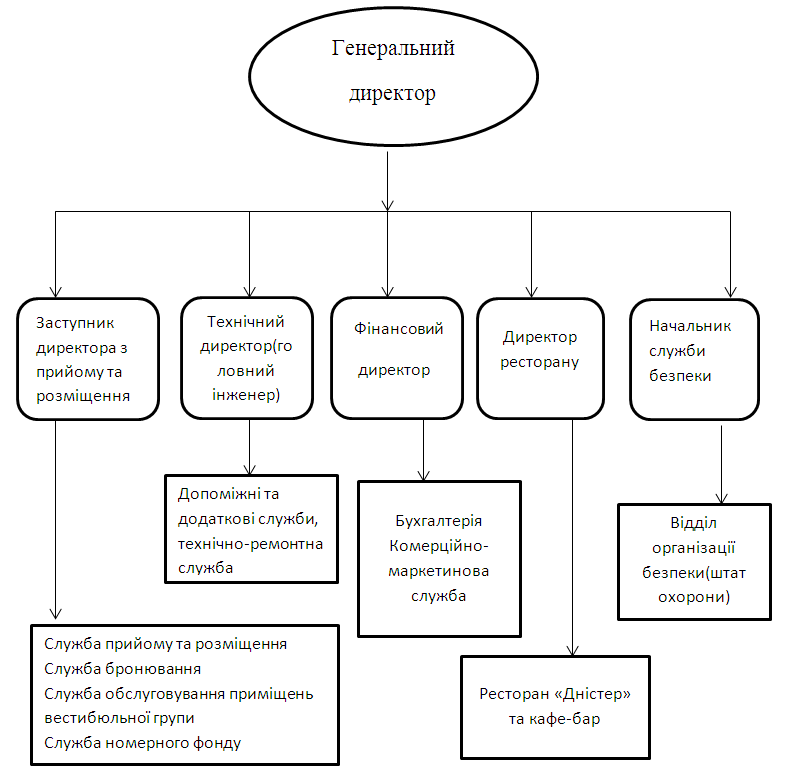 Генеральний
директор
Заступник
директора з
прийому та
розміщення
Технічний
директор(го
ловний
інженер)
Фінансовий
директор
Директор
ресторану
Начальник
служби
безпеки
Допоміжні та
додаткові служби,
технічно-ремонтна
служба
Бухгалтерія
Комерційно-
маркетинова
служба
Відділ
організації
безпеки(штат
охорони)
Служба прийому та розміщення
Служба бронювання
Служба обслуговування приміщень
вестибюльної групи
Служба номерного фонду
Ресторан «Дністер»
та кафе-бар